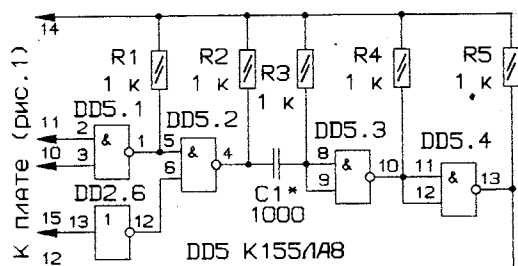 14
R1 R2 R3 R4 R5
1 к 1 к 1 к 1 к 1 к
К плате (рис.1)
DD5.1 DD5.2 DD5.3 DD5.4
11 2 & 1 5 & 4 8 & 10 11 & 13
10 3 6 9 12
DD2.6 C1*
15 13 1 12 1000
12 DD5 К155ЛА8